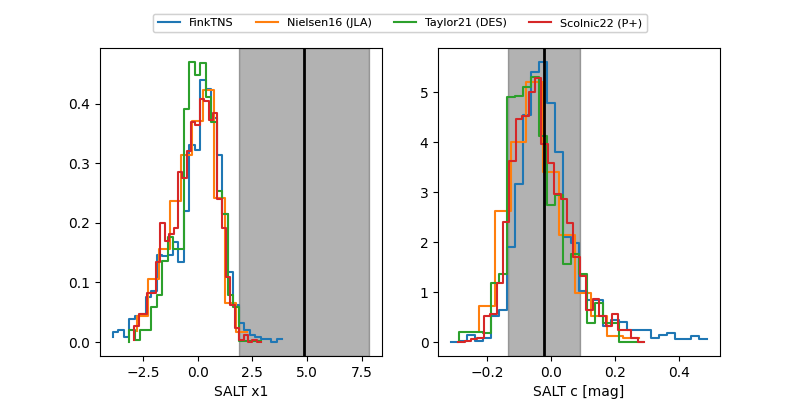 FinkTNS Nielsen16 (JLA) Taylor21 (DES) Scolnic22 (P+)
0.4
0.3
0.2
0.1
0.0
−2.5 0.0 2.5 5.0 7.5
SALT x1
5
4
3
2
1
0
−0.2 0.0 0.2 0.4
SALT c [mag]